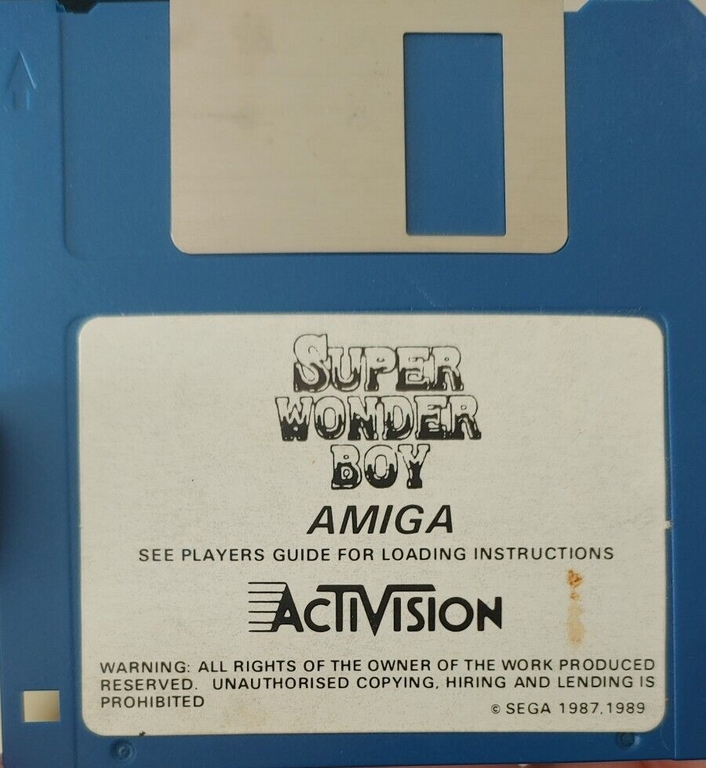 SUPER
WONDER
BOY
AMIGA
SEE PLAYERS GUIDE FOR LOADING INSTRUCTIONS
ACTIVISION
WARNING: ALL RIGHTS OF THE OWNER OF THE WORK PRODUCED
RESERVED. UNAUTHORISED COPYING, HIRING AND LENDING IS
PROHIBITED
© SEGA 1987,1989